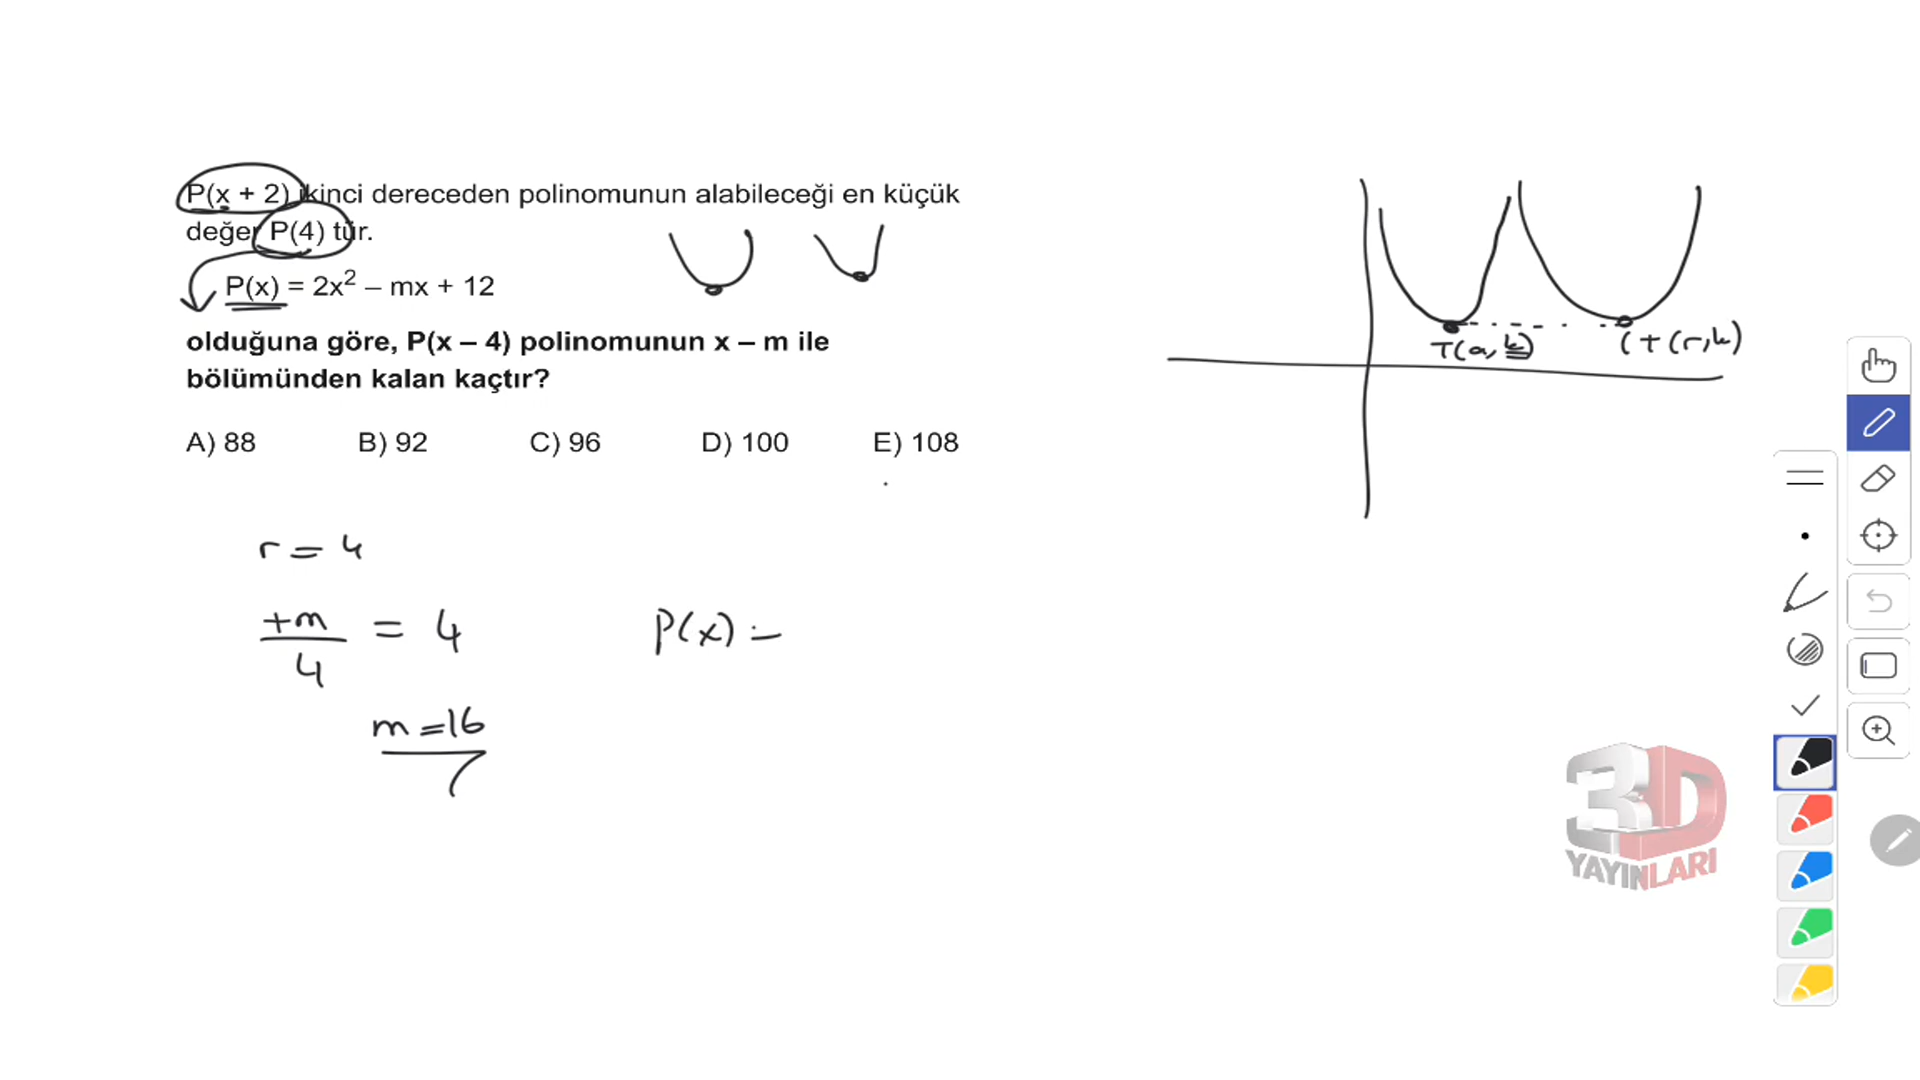 P(x + 2) ikinci dereceden polinomunun alabileceği en küçük
değer P(4) tür.
P(x) = 2x² – mx + 12
olduğuna göre, P(x – 4) polinomunun x – m ile
bölümünden kalan kaçtır?
A) 88 B) 92 C) 96 D) 100 E) 108
T(a, k) (T(r, k)
r = 4
+m/4 = 4
P(x) =
m = 16
3D
YAYINLARI